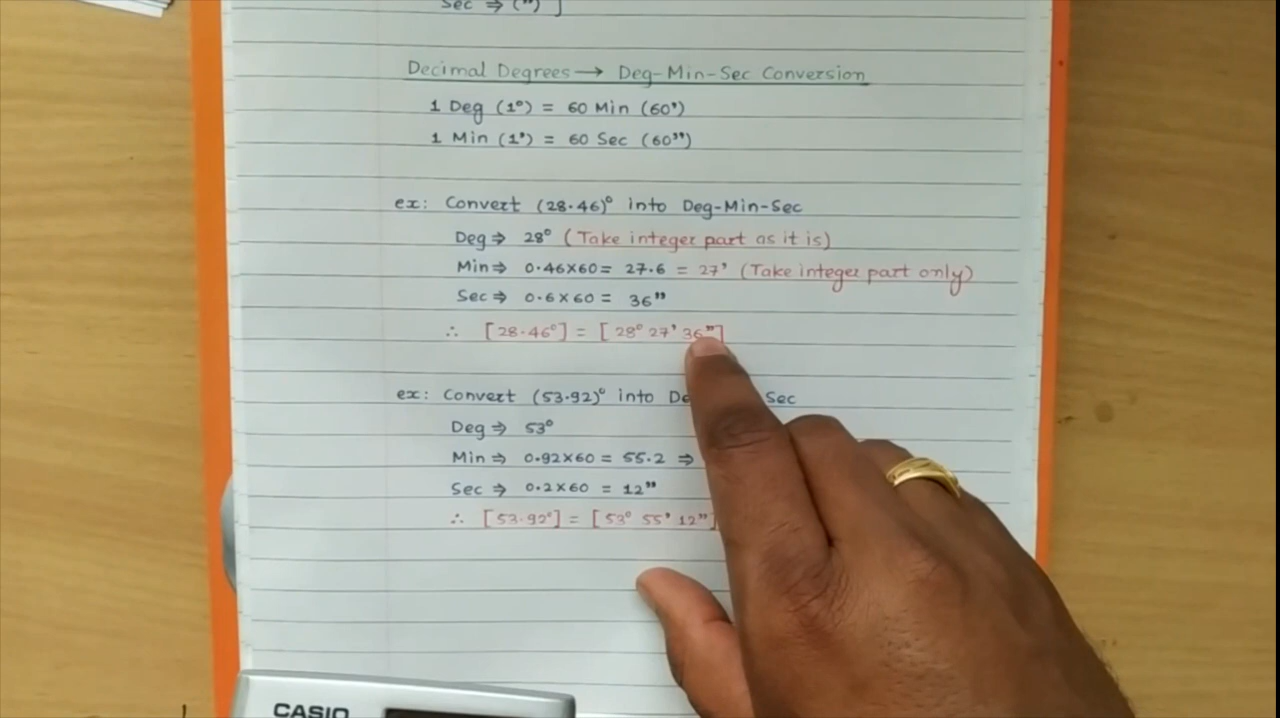 Sec ⇒ (") ]
Decimal Degrees → Deg-Min-Sec Conversion
1 Deg (1°) = 60 Min (60')
1 Min (1') = 60 Sec (60")
ex: Convert (28.46)° into Deg-Min-Sec
Deg ⇒ 28° (Take integer part as it is)
Min ⇒ 0.46×60 = 27.6 = 27' (Take integer part only)
Sec ⇒ 0.6×60 = 36"
∴ [28.46°] = [28° 27' 36"]
ex: Convert (53.92)° into Sec
Deg ⇒ 53°
Min ⇒ 0.92×60 = 55.2 ⇒
Sec ⇒ 0.2×60 = 12"
∴ [53.92°] = [53° 55' 12"]
CASIO